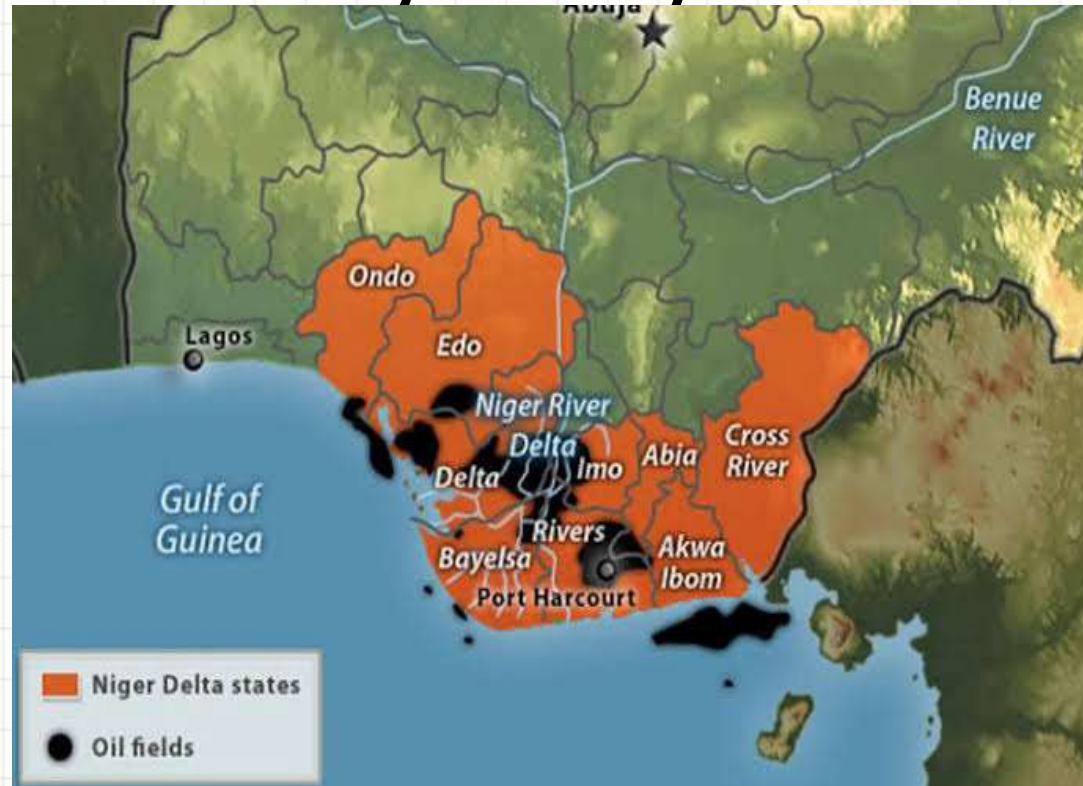 Abuja
Benue
River
Ondo
Lagos
Edo
Niger River
Delta
Cross
River
Abia
Imo
Delta
Gulf of
Guinea
Rivers
Akwa
Ibom
Bayelsa
Port Harcourt
Niger Delta states
Oil fields